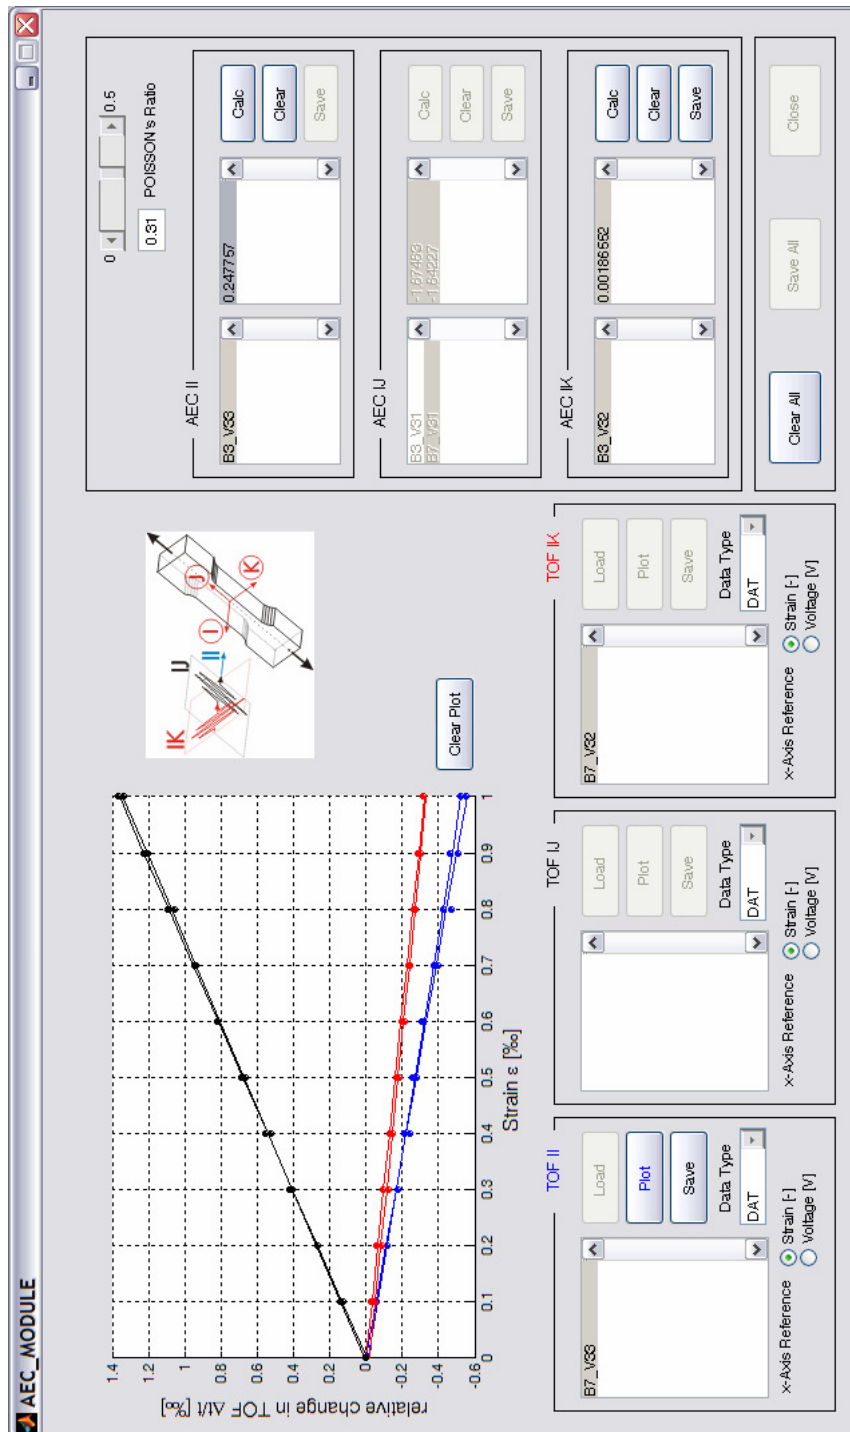 AEC_MODULE
relative change in TOF Δt/t [‰]
1.4
1.2
1
0.8
0.6
0.4
0.2
0
-0.2
-0.4
-0.6
0
0.1
0.2
0.3
0.4
0.5
0.6
0.7
0.8
0.9
1
Strain ε [‰]
IK
IJ
II
I
J
K
Clear Plot
0
0.5
0.31
POISSON's Ratio
AEC II
B3_V33
0.247757
Calc
Clear
Save
AEC IJ
B3_V31
B7_V31
-1.67463
-1.64227
Calc
Clear
Save
AEC IK
B3_V32
0.00186552
Calc
Clear
Save
TOF II
B7_V33
Load
Plot
Save
Data Type
DAT
x-Axis Reference
Strain [-]
Voltage [V]
TOF IJ
Load
Plot
Save
Data Type
DAT
x-Axis Reference
Strain [-]
Voltage [V]
TOF IK
B7_V32
Load
Plot
Save
Data Type
DAT
x-Axis Reference
Strain [-]
Voltage [V]
Clear All
Save All
Close